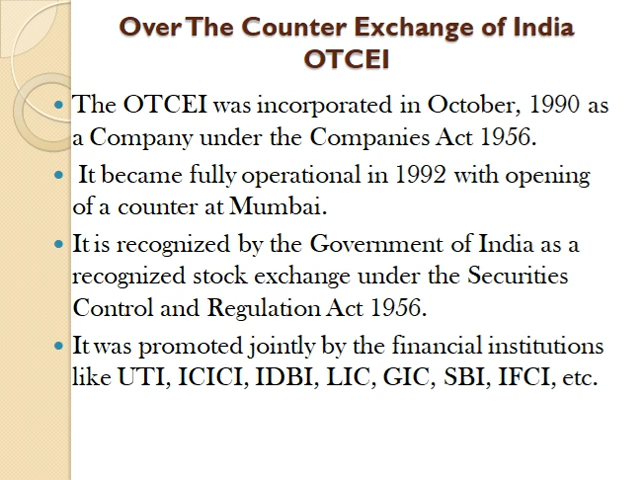 Over The Counter Exchange of India
OTCEI
• The OTCEI was incorporated in October, 1990 as
a Company under the Companies Act 1956.
• It became fully operational in 1992 with opening
of a counter at Mumbai.
• It is recognized by the Government of India as a
recognized stock exchange under the Securities
Control and Regulation Act 1956.
• It was promoted jointly by the financial institutions
like UTI, ICICI, IDBI, LIC, GIC, SBI, IFCI, etc.